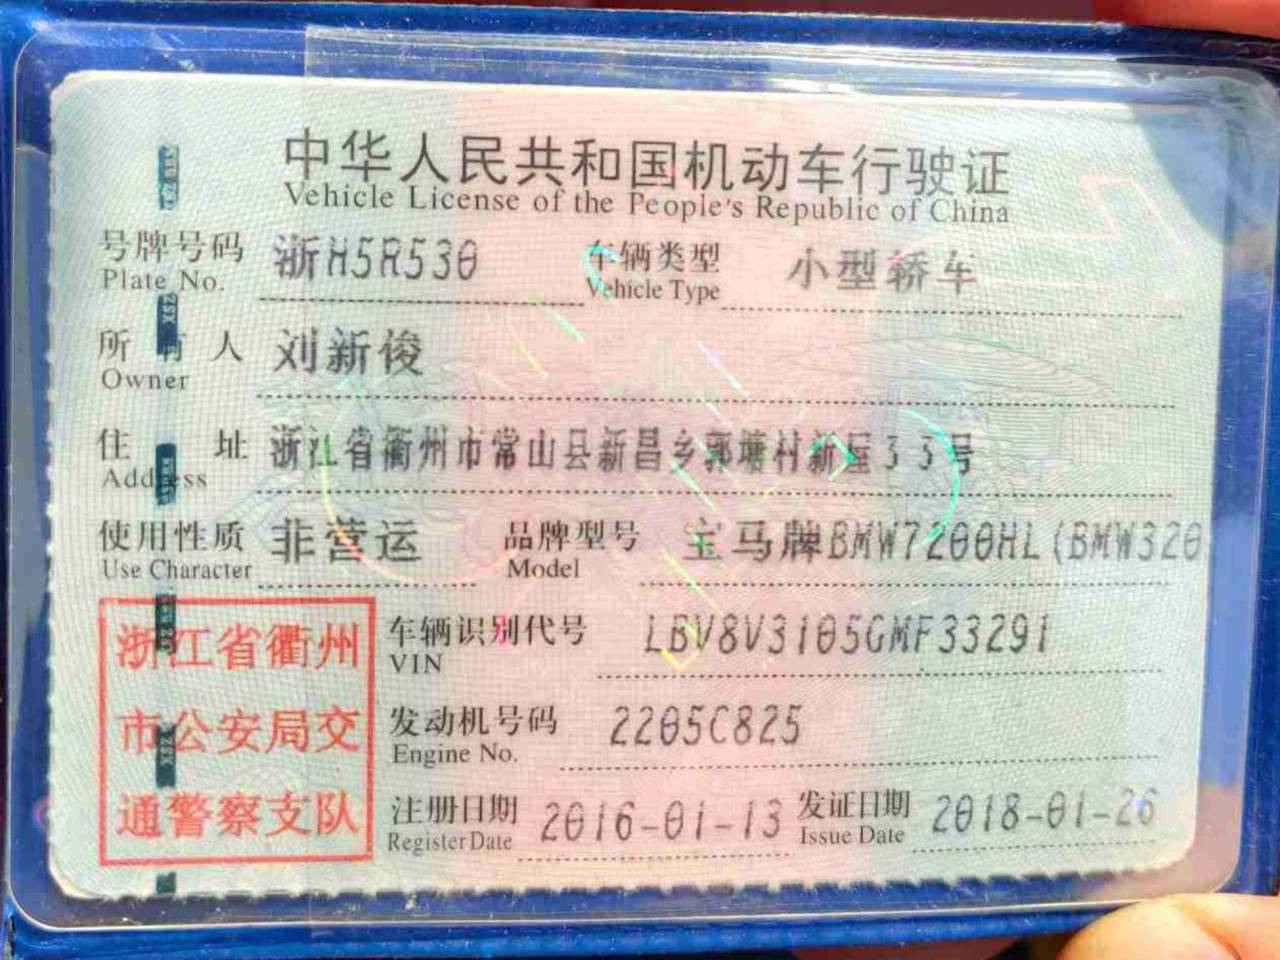 中华人民共和国机动车行驶证
Vehicle License of the People's Republic of China
号牌号码 浙H5R530 车辆类型 小型轿车
Plate No. Vehicle Type
所有人 刘新俊
Owner
住址 浙江省衢州市常山县新昌乡郭塘村新屋33号
Address
使用性质 非营运 品牌型号 宝马牌BMW7200HL(BMW320
Use Character Model
浙江省衢州
市公安局交
通警察支队
车辆识别代号 LBV8V3105GMF33291
VIN
发动机号码 2205C825
Engine No.
注册日期 2016-01-13 发证日期 2018-01-26
Register Date Issue Date